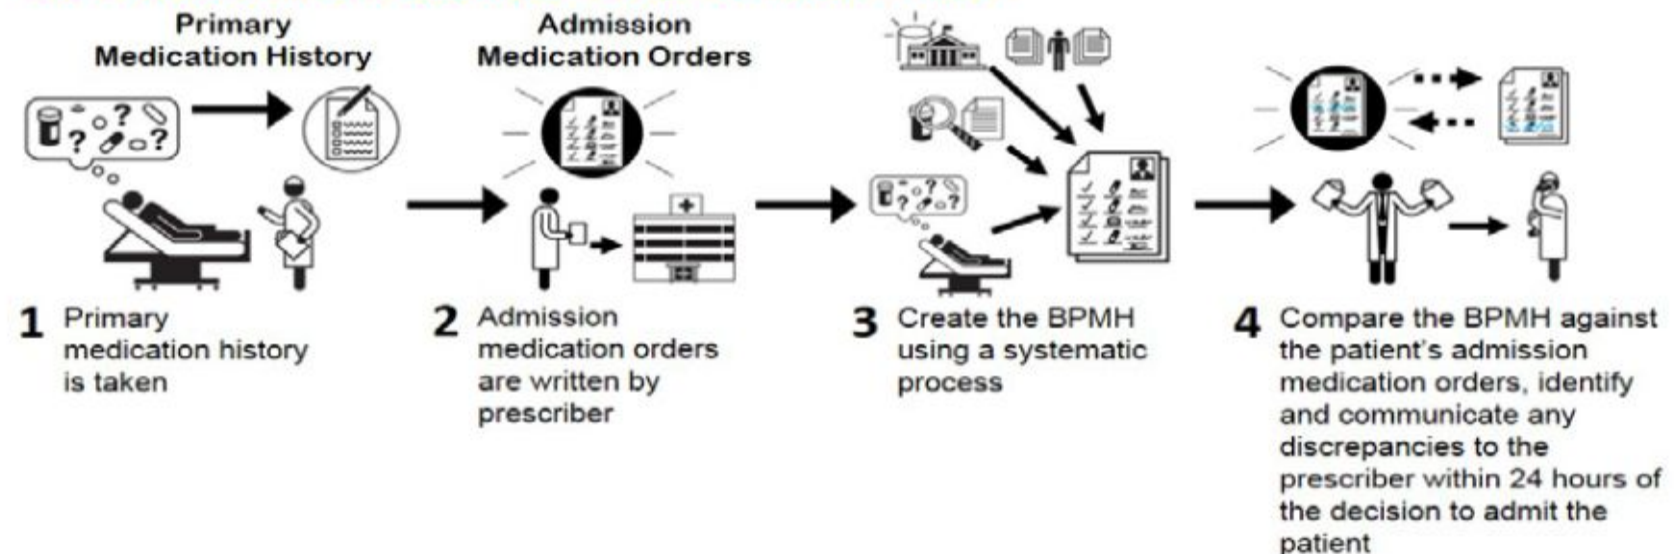 Primary
Medication History
Admission
Medication Orders
1 Primary
medication history
is taken
2 Admission
medication orders
are written by
prescriber
3 Create the BPMH
using a systematic
process
4 Compare the BPMH against
the patient's admission
medication orders, identify
and communicate any
discrepancies to the
prescriber within 24 hours of
the decision to admit the
patient